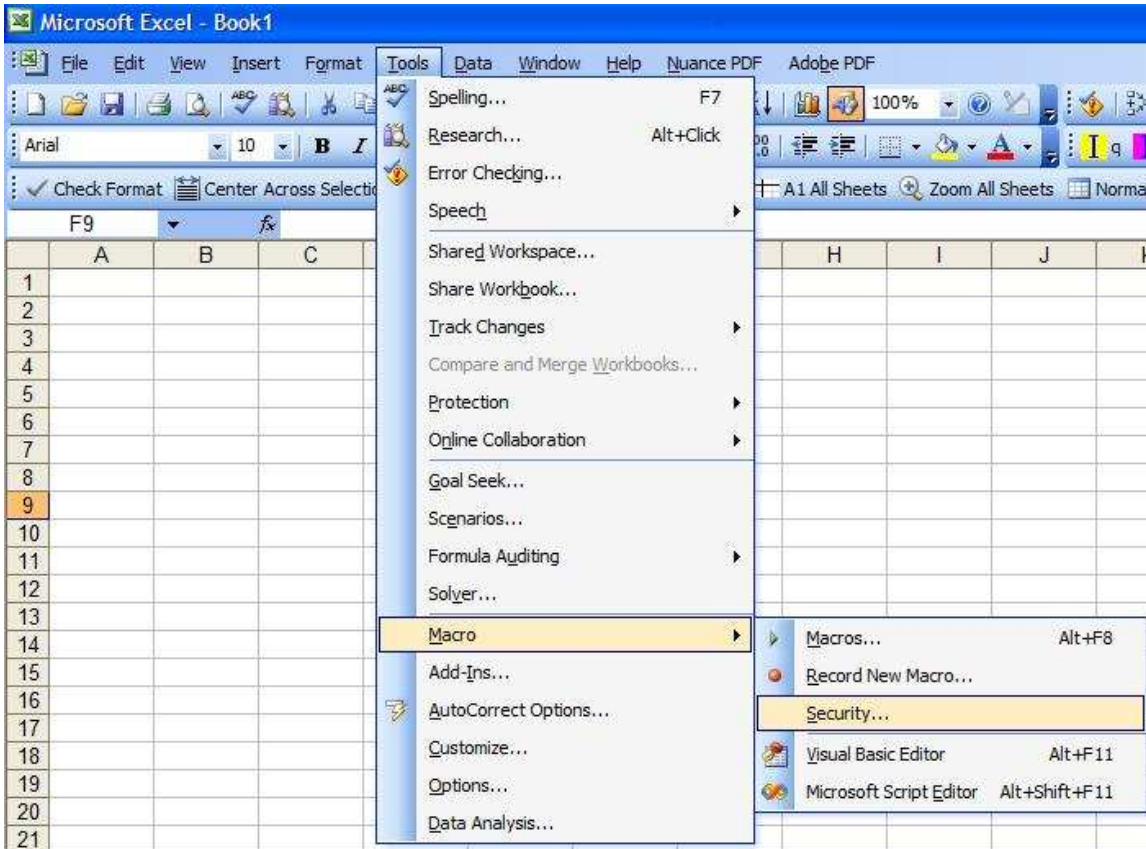 Microsoft Excel - Book1
File Edit View Insert Format Tools Data Window Help Nuance PDF Adobe PDF
100%
Arial 10 B I A
Check Format Center Across Selectio A1 All Sheets Zoom All Sheets Norma
F9 fx
A B C H I J
1
2
3
4
5
6
7
8
9
10
11
12
13
14
15
16
17
18
19
20
21
Spelling... F7
Research... Alt+Click
Error Checking...
Speech
Shared Workspace...
Share Workbook...
Track Changes
Compare and Merge Workbooks...
Protection
Online Collaboration
Goal Seek...
Scenarios...
Formula Auditing
Solver...
Macro
Add-Ins...
AutoCorrect Options...
Customize...
Options...
Data Analysis...
Macros... Alt+F8
Record New Macro...
Security...
Visual Basic Editor Alt+F11
Microsoft Script Editor Alt+Shift+F11